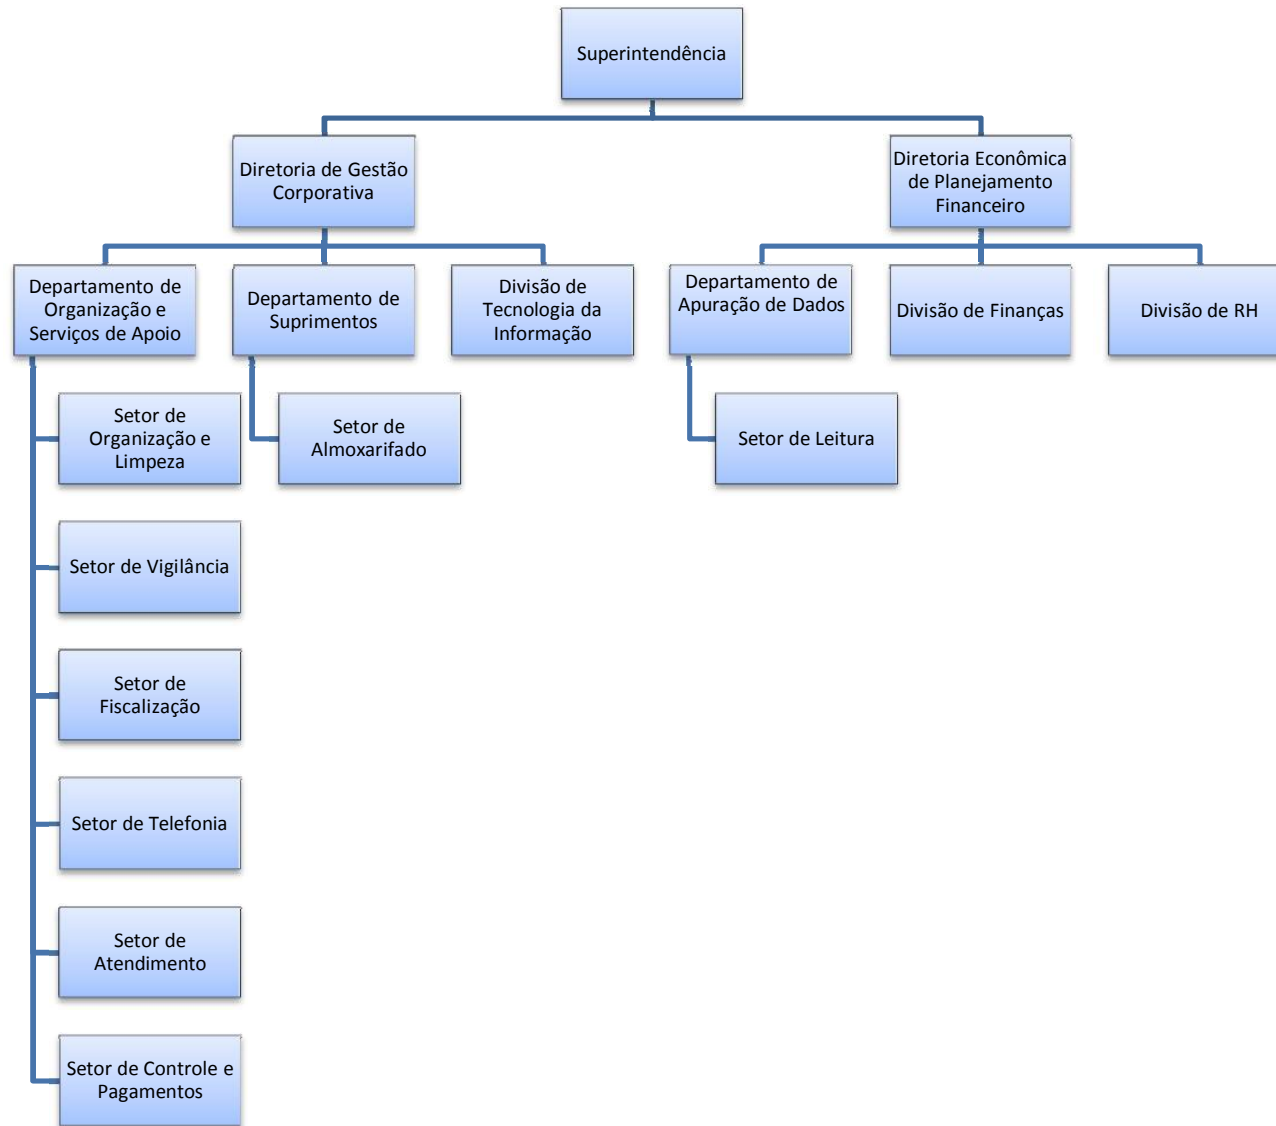 Superintendência
Diretoria de Gestão
Corporativa
Diretoria Econômica
de Planejamento
Financeiro
Departamento de
Organização e
Serviços de Apoio
Departamento de
Suprimentos
Divisão de
Tecnologia da
Informação
Departamento de
Apuração de Dados
Divisão de Finanças
Divisão de RH
Setor de
Organização e
Limpeza
Setor de
Almoxarifado
Setor de Leitura
Setor de Vigilância
Setor de
Fiscalização
Setor de Telefonia
Setor de
Atendimento
Setor de Controle e
Pagamentos